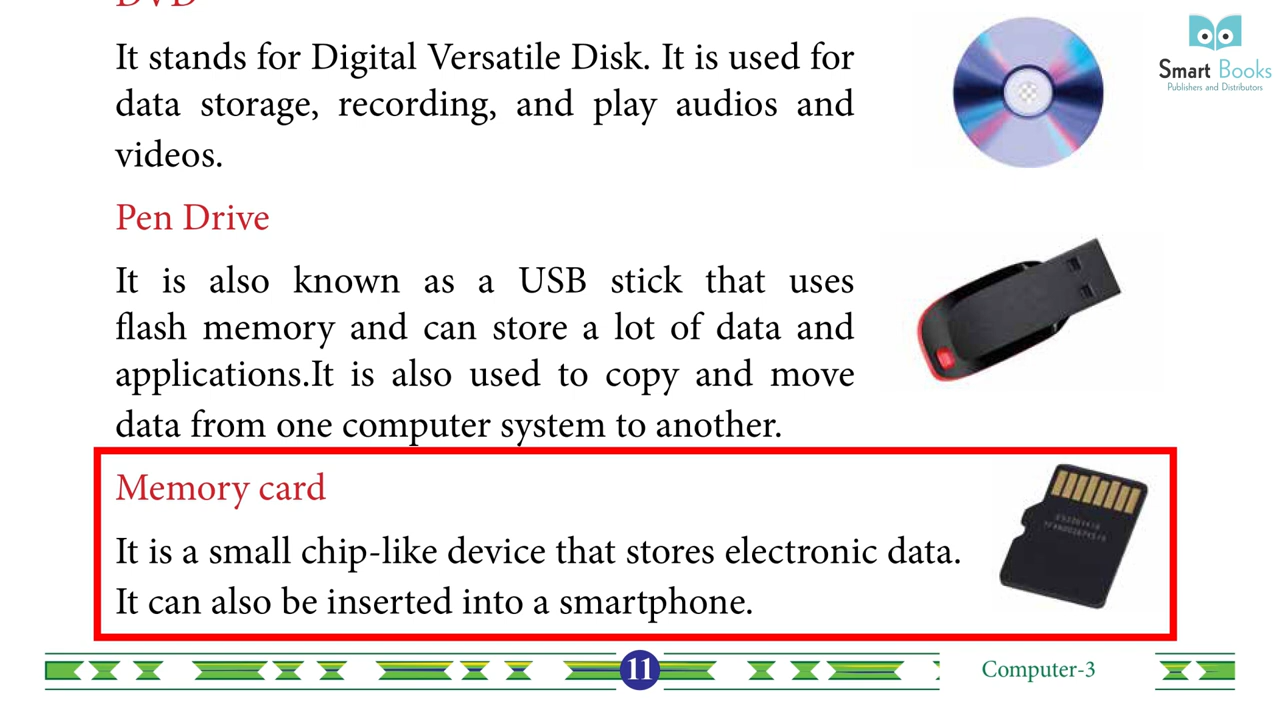 DVD
It stands for Digital Versatile Disk. It is used for
data storage, recording, and play audios and
videos.
Pen Drive
It is also known as a USB stick that uses
flash memory and can store a lot of data and
applications.It is also used to copy and move
data from one computer system to another.
Memory card
It is a small chip-like device that stores electronic data.
It can also be inserted into a smartphone.
11
Computer-3
Smart Books
Publishers and Distributors